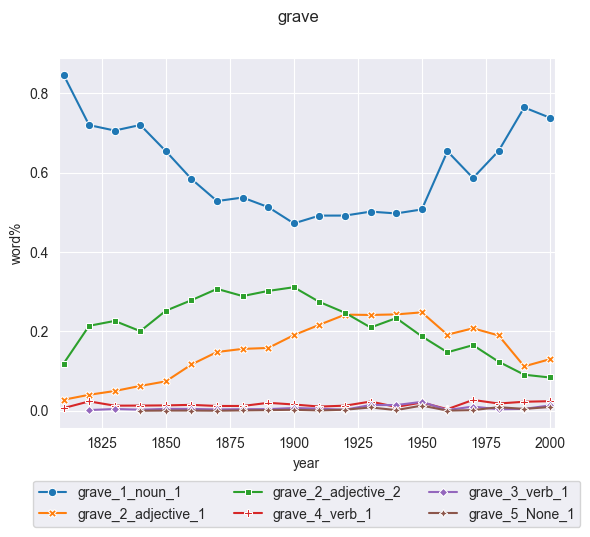 grave
0.8
0.6
0.4
0.2
0.0
word%
1825 1850 1875 1900 1925 1950 1975 2000
year
grave_1_noun_1 grave_2_adjective_2 grave_3_verb_1
grave_2_adjective_1 grave_4_verb_1 grave_5_None_1